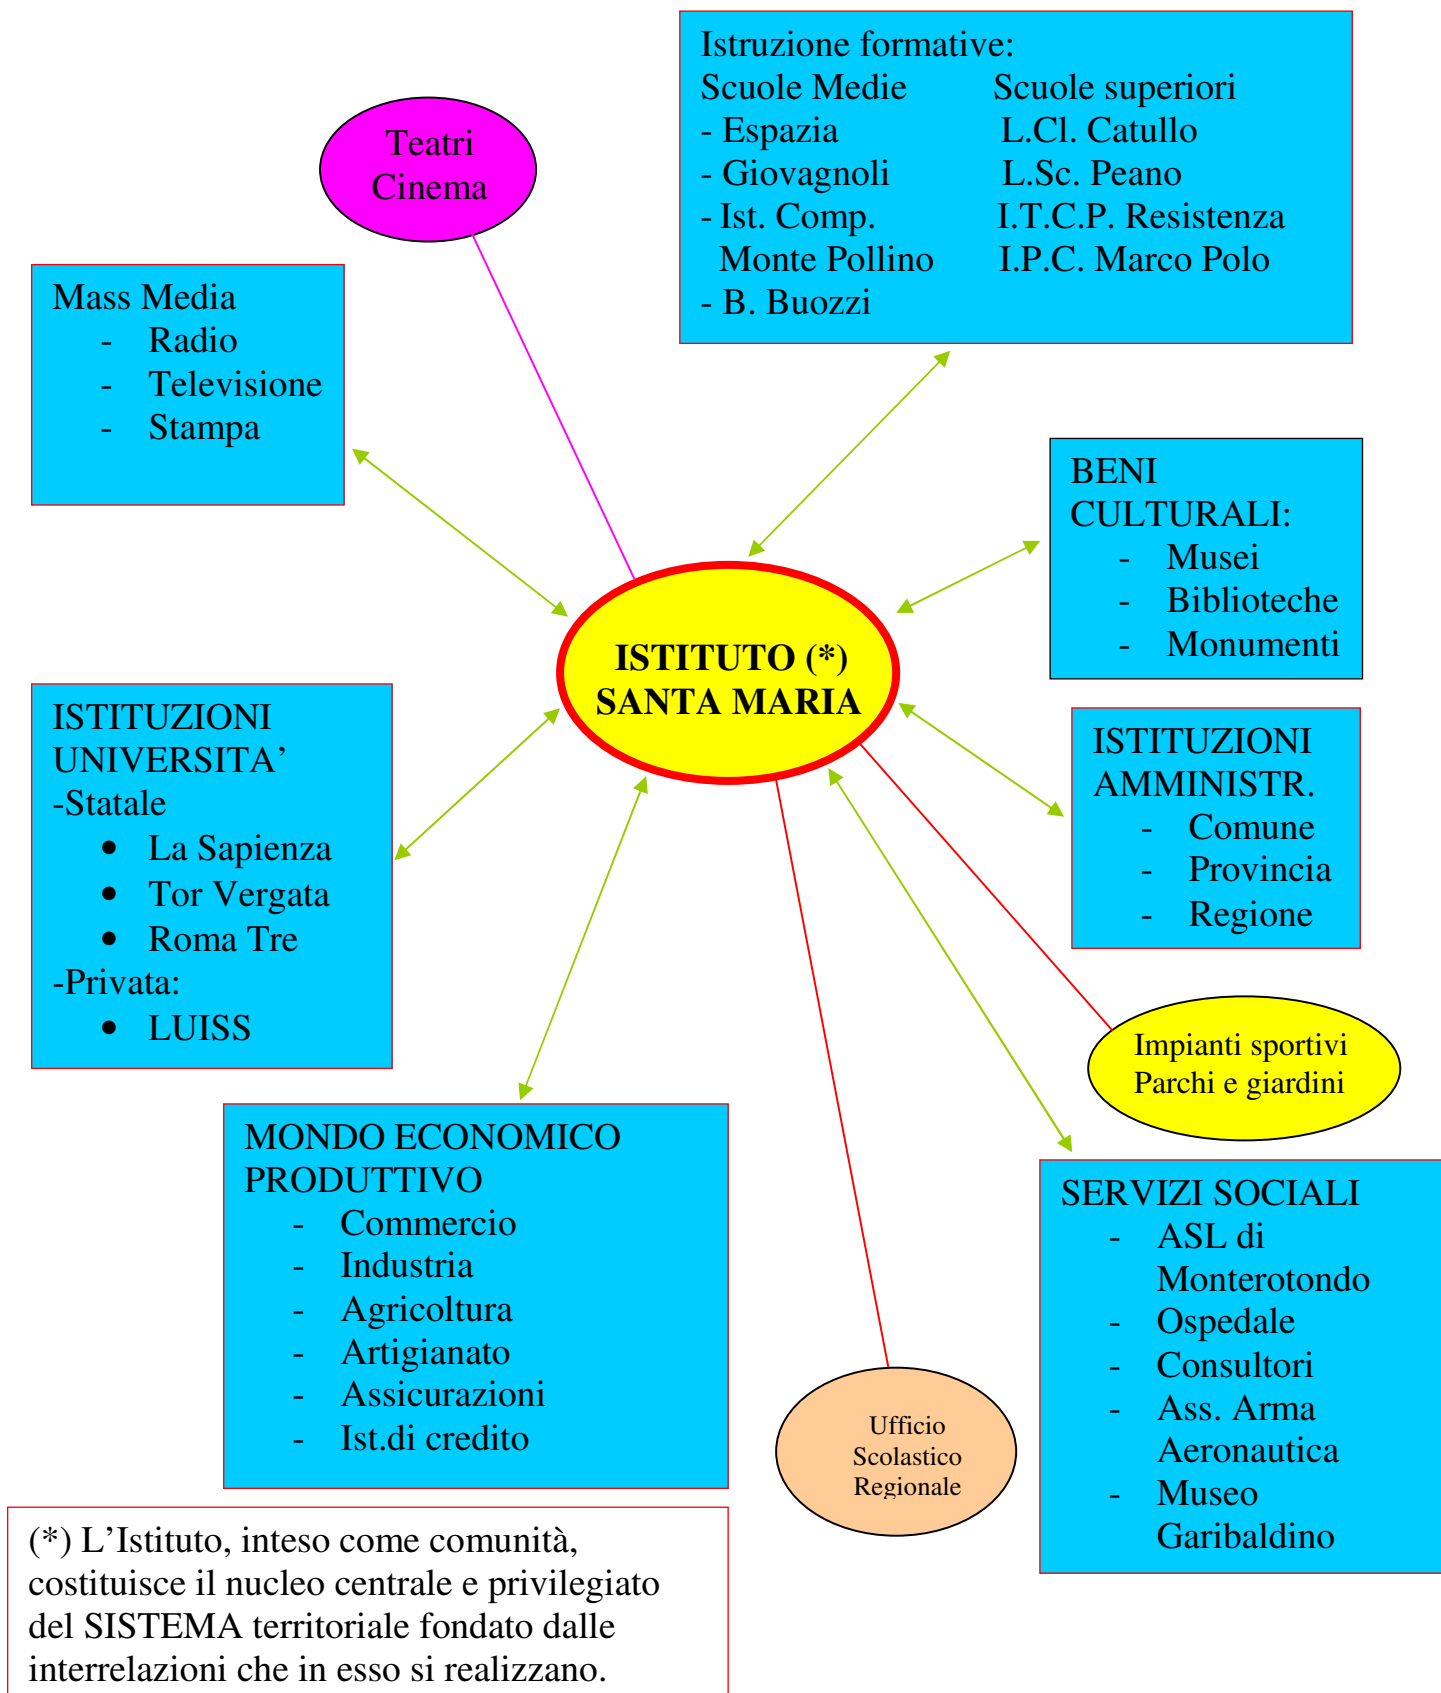 Istruzione formative:
Scuole Medie Scuole superiori
- Espazia L.Cl. Catullo
- Giovagnoli L.Sc. Peano
- Ist. Comp. I.T.C.P. Resistenza
Monte Pollino I.P.C. Marco Polo
- B. Buozzi
Teatri
Cinema
Mass Media
- Radio
- Televisione
- Stampa
BENI
CULTURALI:
- Musei
- Biblioteche
- Monumenti
ISTITUTO (*)
SANTA MARIA
ISTITUZIONI
UNIVERSITA’
-Statale
• La Sapienza
• Tor Vergata
• Roma Tre
-Privata:
• LUISS
ISTITUZIONI
AMMINISTR.
- Comune
- Provincia
- Regione
Impianti sportivi
Parchi e giardini
MONDO ECONOMICO
PRODUTTIVO
- Commercio
- Industria
- Agricoltura
- Artigianato
- Assicurazioni
- Ist.di credito
SERVIZI SOCIALI
- ASL di
Monterotondo
- Ospedale
- Consultori
- Ass. Arma
Aeronautica
- Museo
Garibaldino
Ufficio
Scolastico
Regionale
(*) L’Istituto, inteso come comunità,
costituisce il nucleo centrale e privilegiato
del SISTEMA territoriale fondato dalle
interrelazioni che in esso si realizzano.